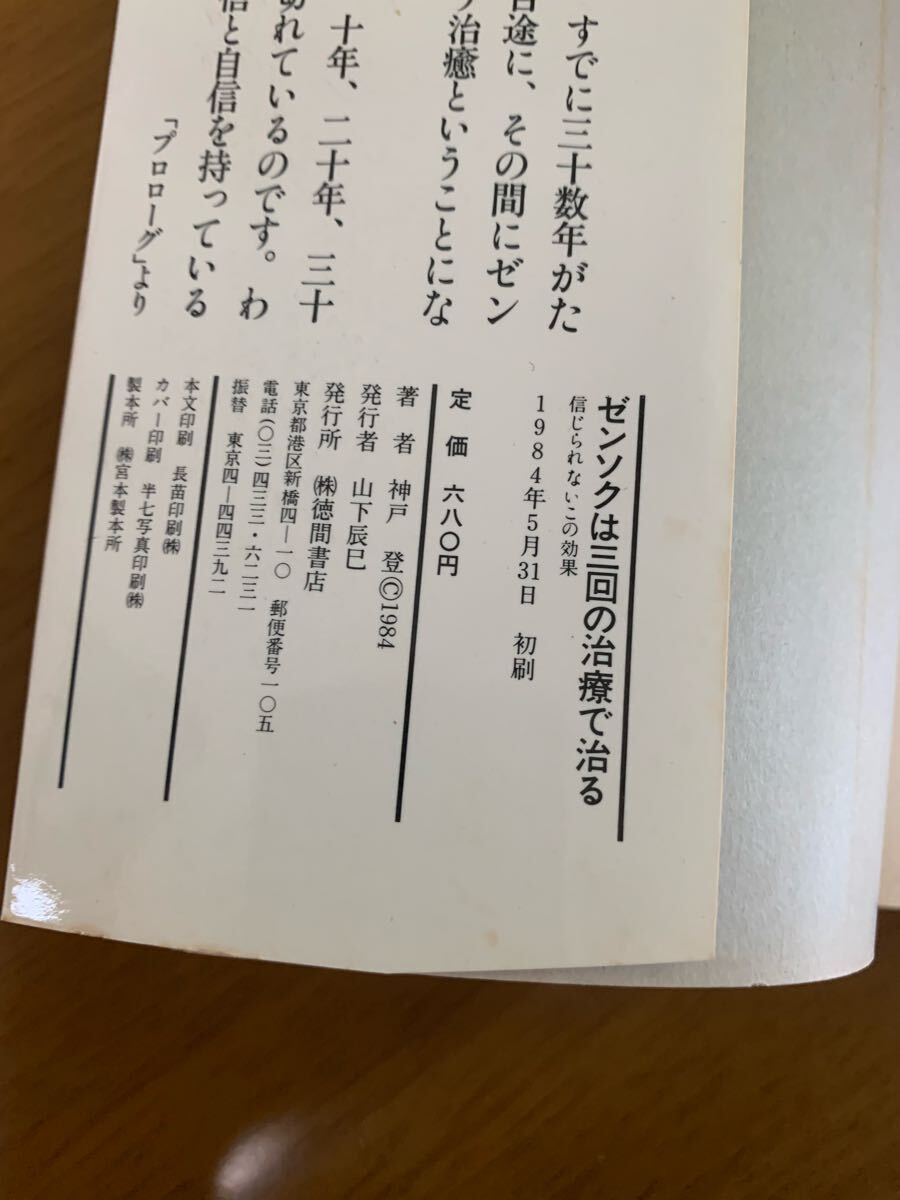 すでに三十数年がた
途に、その間にゼン
治癒ということにな
十年、二十年、三十
れているのです。わ
と自信を持っている
「プロローグ」より
ゼンソクは三回の治療で治る
信じられないこの効果
1984年5月31日　初刷
定　価　六八〇円
著　者　神戸　登©1984
発行者　山下辰巳
発行所　㈱徳間書店
東京都港区新橋四―一〇　郵便番号一〇五
電話(〇三)四三三・六二三一
振替　東京四―四四三九二
本文印刷　長苗印刷㈱
カバー印刷　半七写真印刷㈱
製本所　㈱宮本製本所